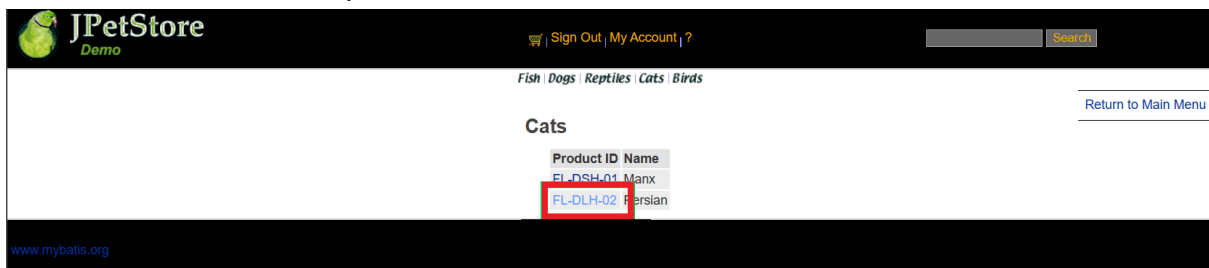 JPetStore
Demo
Sign Out | My Account | ?
Search
Fish | Dogs | Reptiles | Cats | Birds
Return to Main Menu
Cats
Product ID Name
FL-DSH-01 Manx
FL-DLH-02 Persian
www.mybatis.org